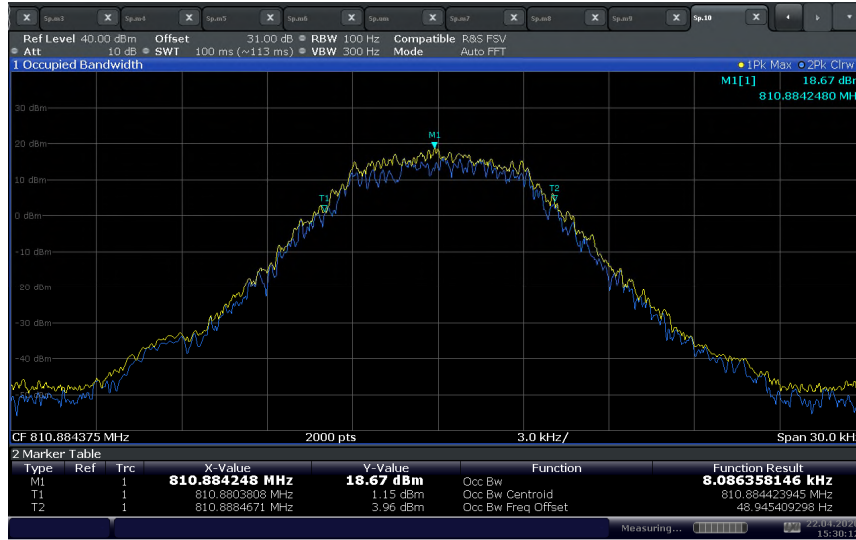 Sp.m3 X Sp.m4 X Sp.m5 X Sp.m6 X Sp.um X Sp.m7 X Sp.m8 X Sp.m9 X Sp.10 X
Ref Level 40.00 dBm Offset 31.00 dB RBW 100 Hz Compatible R&S FSV
Att 10 dB SWT 100 ms (~113 ms) VBW 300 Hz Mode Auto FFT
1 Occupied Bandwidth 1Pk Max 2Pk Clrw
M1[1] 18.67 dBm
810.8842480 MH
30 dBm
20 dBm
M1
10 dBm
T1 T2
0 dBm
-10 dBm
20 dBm
-30 dBm
-40 dBm
CF 810.884375 MHz 2000 pts 3.0 kHz/ Span 30.0 kH
2 Marker Table
Type Ref Trc X-Value Y-Value Function Function Result
M1 1 810.884248 MHz 18.67 dBm Occ Bw 8.086358146 kHz
T1 1 810.8803808 MHz 1.15 dBm Occ Bw Centroid 810.884423945 MHz
T2 1 810.8884671 MHz 3.96 dBm Occ Bw Freq Offset 48.945409298 Hz
Measuring... 22.04.202
15:30:1